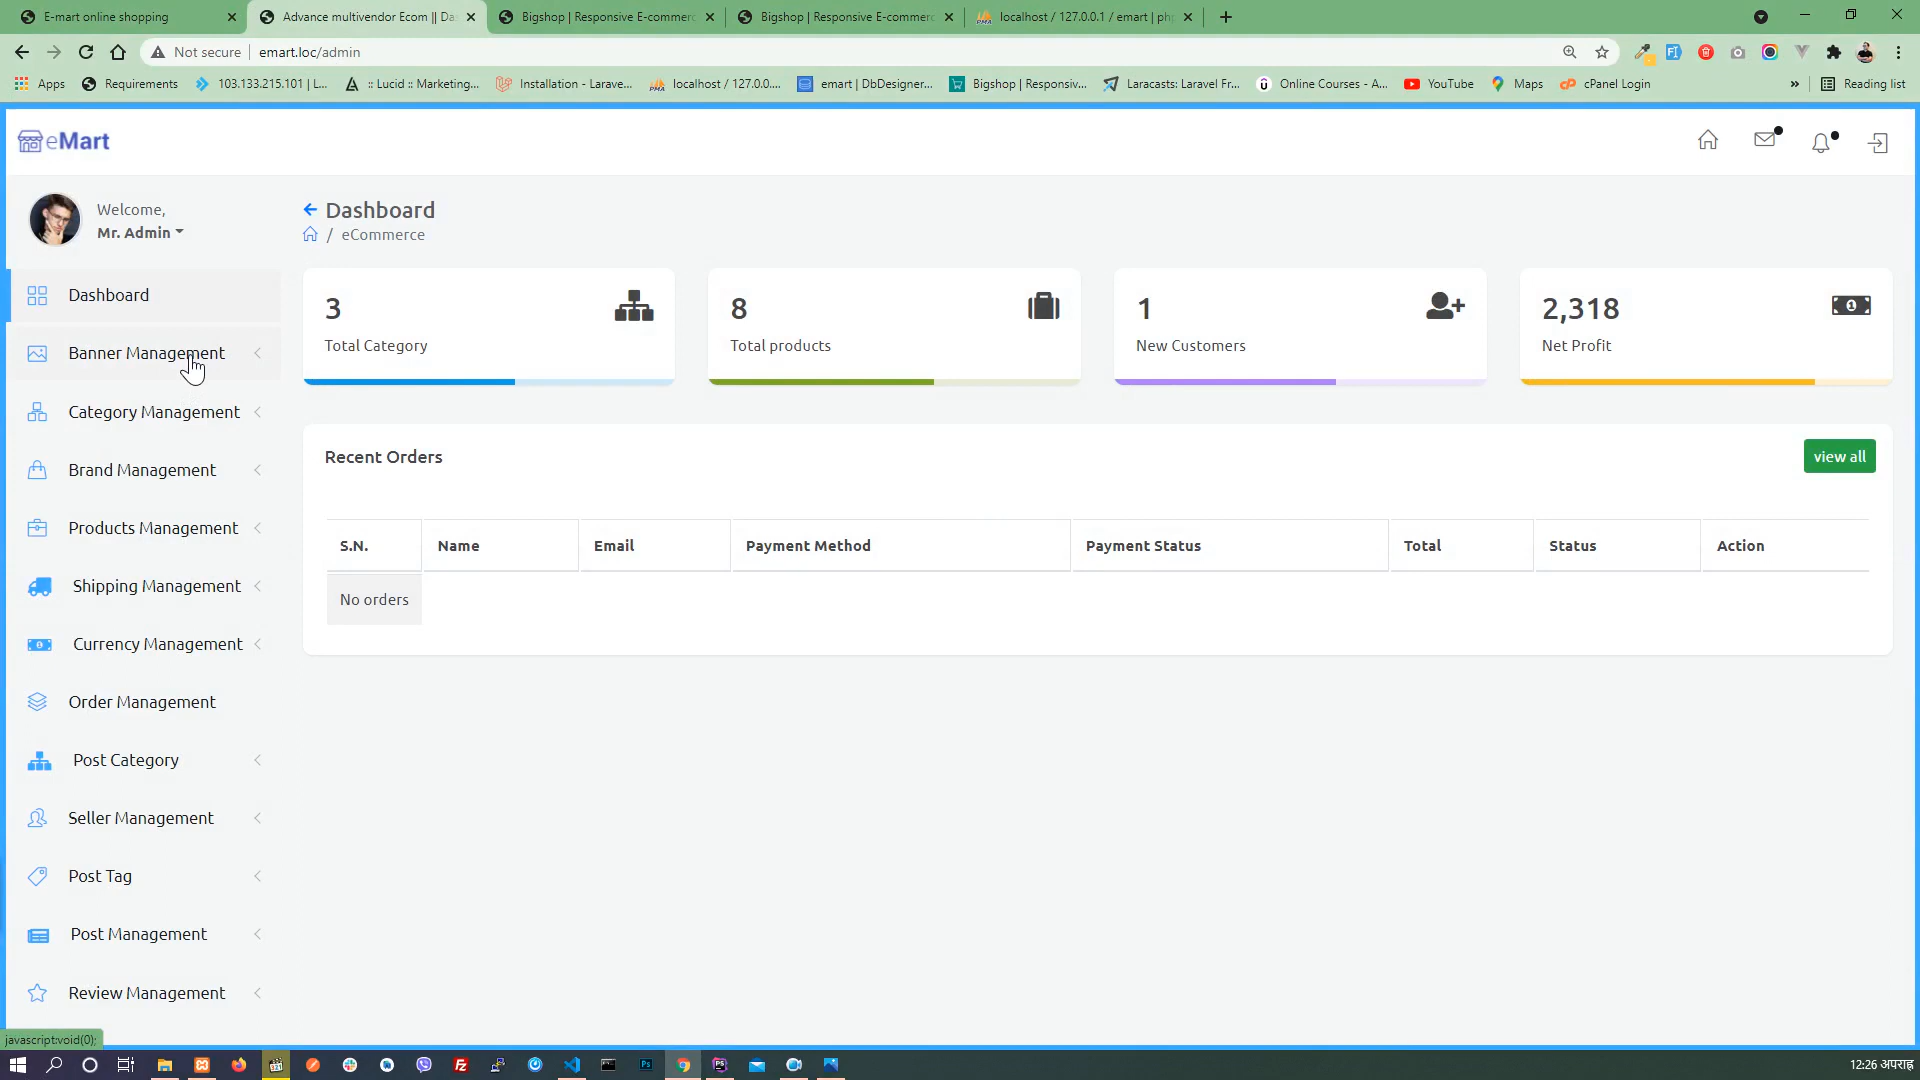 E-mart online shopping
Advance multivendor Ecom || Da
Bigshop | Responsive E-commerc
Bigshop | Responsive E-commerc
localhost / 127.0.0.1 / emart | ph
Not secure
emart.loc/admin
Apps
Requirements
103.133.215.101 | L...
:: Lucid :: Marketing...
Installation - Larave...
localhost / 127.0.0....
emart | DbDesigner...
Bigshop | Responsiv...
Laracasts: Laravel Fr...
Online Courses - A...
YouTube
Maps
cPanel Login
»
Reading list
eMart
Welcome,
Mr. Admin
Dashboard
/ eCommerce
Dashboard
Banner Management
Category Management
Brand Management
Products Management
Shipping Management
Currency Management
Order Management
Post Category
Seller Management
Post Tag
Post Management
Review Management
3
Total Category
8
Total products
1
New Customers
2,318
Net Profit
Recent Orders
view all
S.N. Name Email Payment Method Payment Status Total Status Action
No orders
javascript:void(0);
12:26 अपराह्न